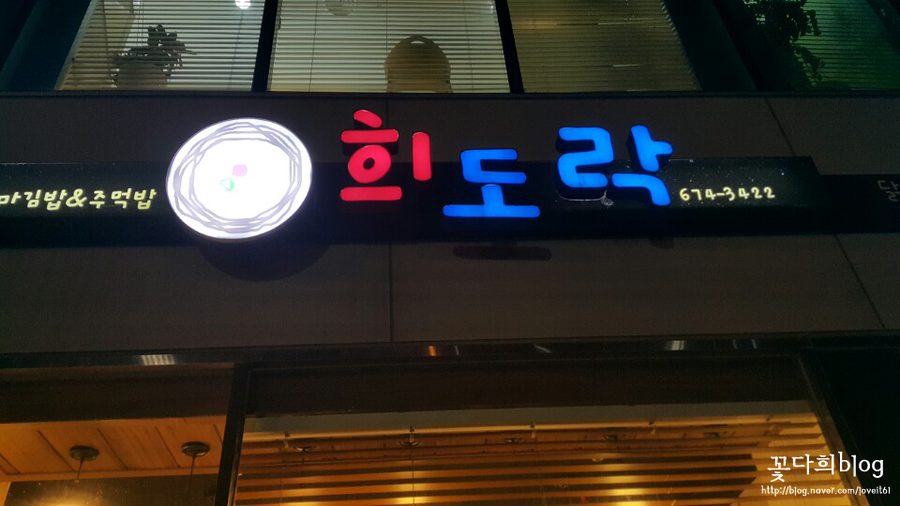 마김밥&주먹밥
희도락
674-3422
달
꽃다희blog
http://blog.naver.com/loveit61